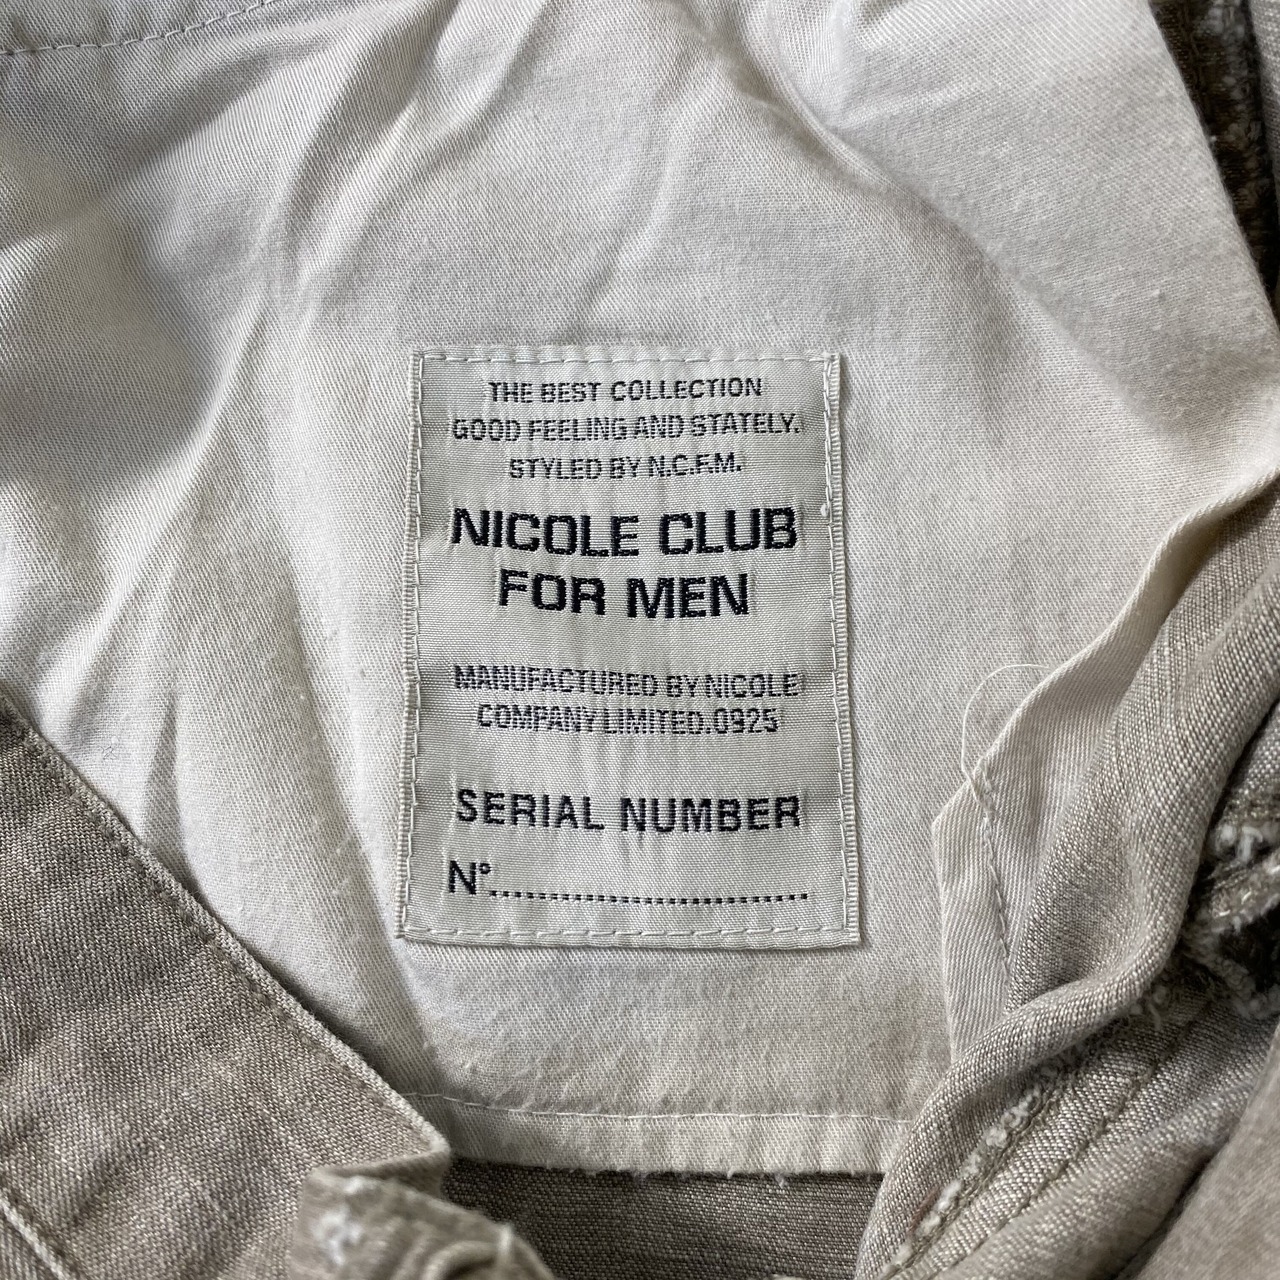 THE BEST COLLECTION
GOOD FEELING AND STATELY.
STYLED BY N.C.F.M.
NICOLE CLUB
FOR MEN
MANUFACTURED BY NICOLE
COMPANY LIMITED.0925
SERIAL NUMBER
N°............................